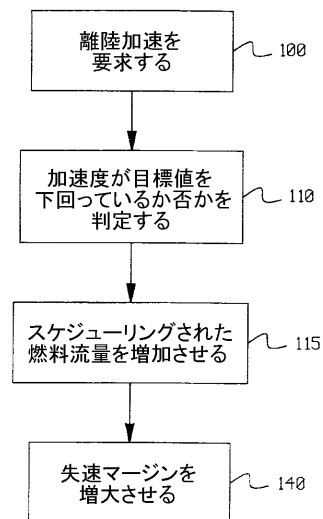 離陸加速を
要求する
100
加速度が目標値を
下回っているか否かを
判定する
110
スケジューリングされた
燃料流量を増加させる
115
失速マージンを
増大させる
140